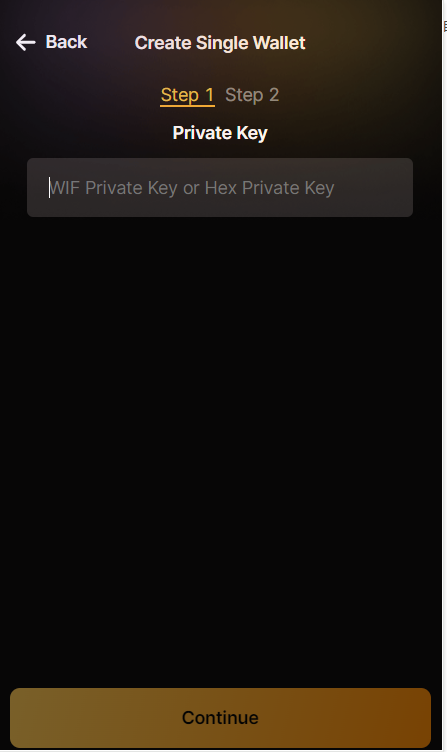 Back
Create Single Wallet
Step 1 Step 2
Private Key
WIF Private Key or Hex Private Key
Continue